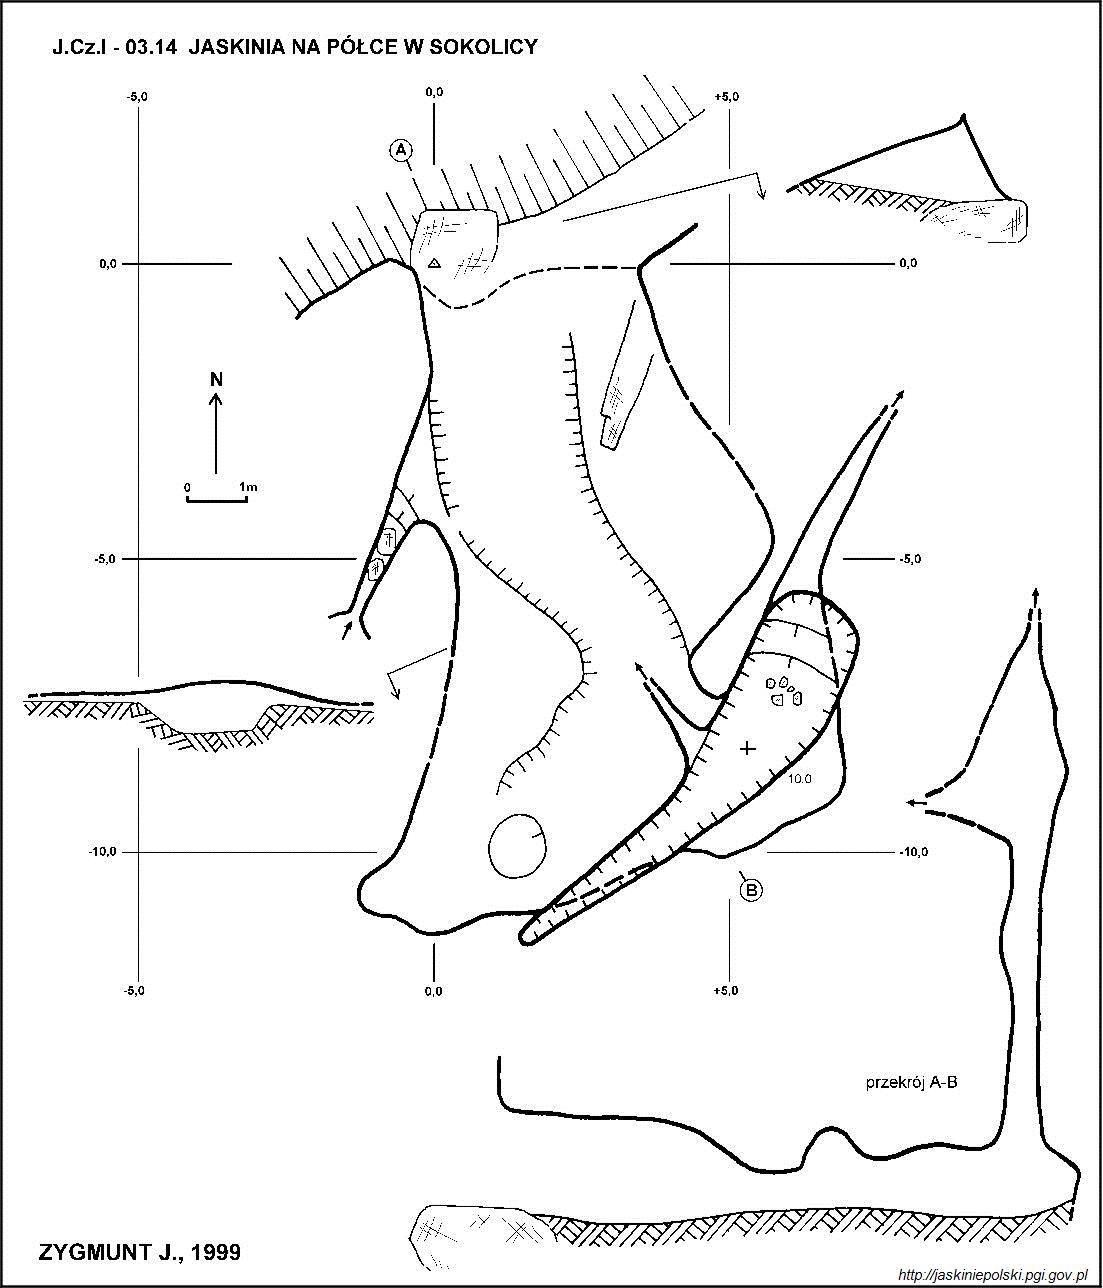 J.Cz.I - 03.14 JASKINIA NA PÓŁCE W SOKOLICY
-5,0
0,0
+5,0
A
0,0
0,0
N
0
1m
-5,0
-5,0
10.0
-10,0
-10,0
B
-5,0
0,0
+5,0
przekrój A-B
ZYGMUNT J., 1999
http://jaskiniepolski.pgi.gov.pl